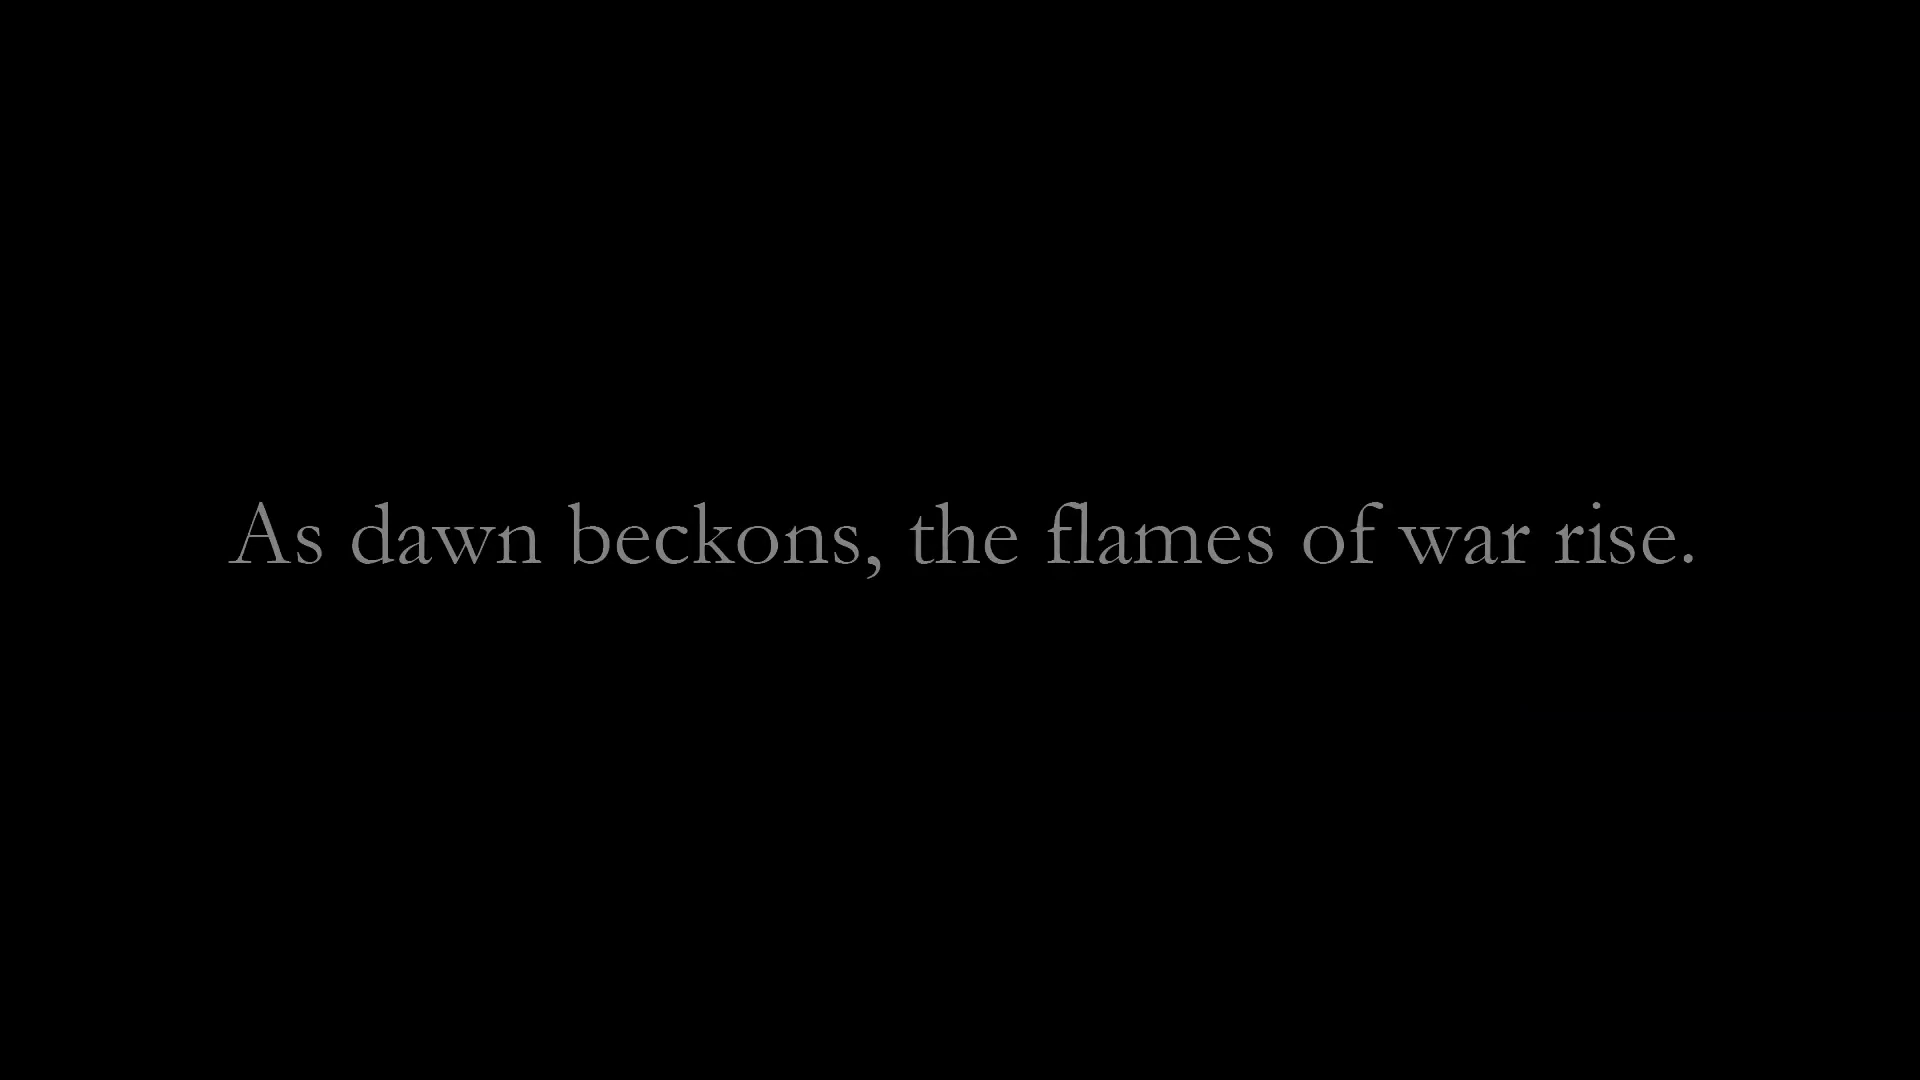 As dawn beckons, the flames of war rise.